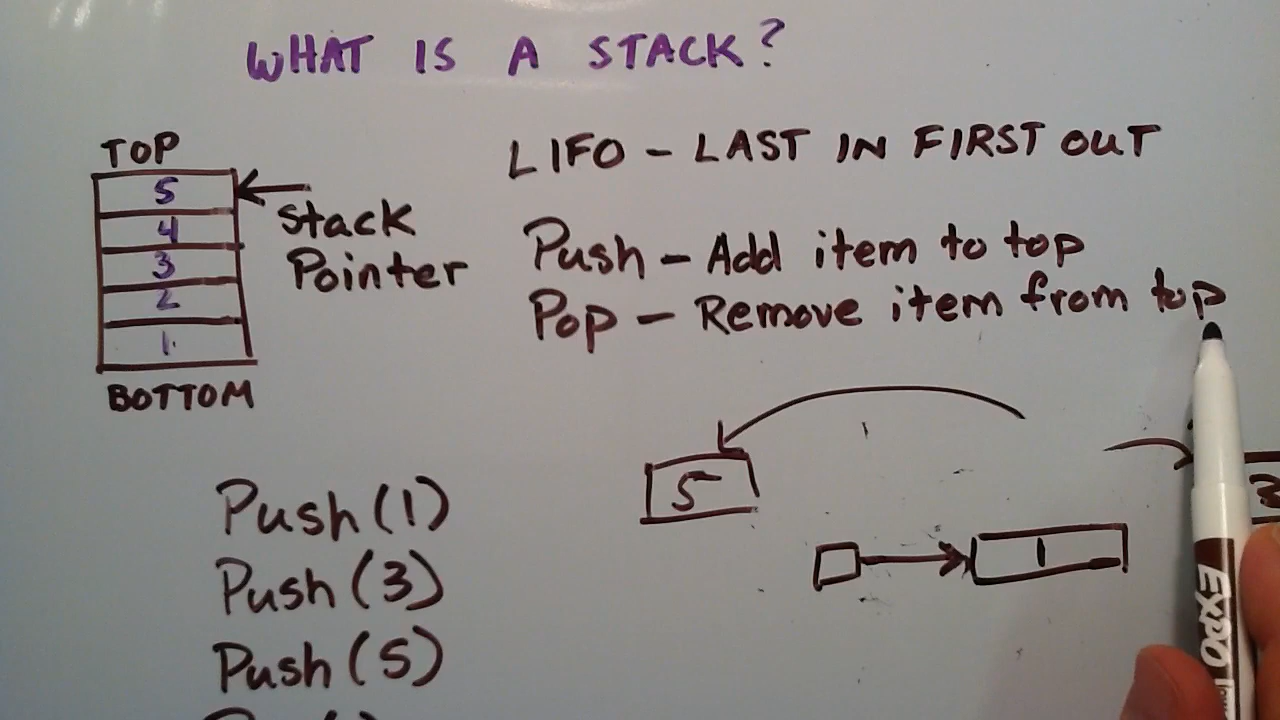 WHAT IS A STACK?
TOP
5
4
3
2
1
BOTTOM
Stack
Pointer
LIFO - LAST IN FIRST OUT
Push - Add item to top
Pop - Remove item from top
5
1
3
Push(1)
Push(3)
Push(5)
EXPO